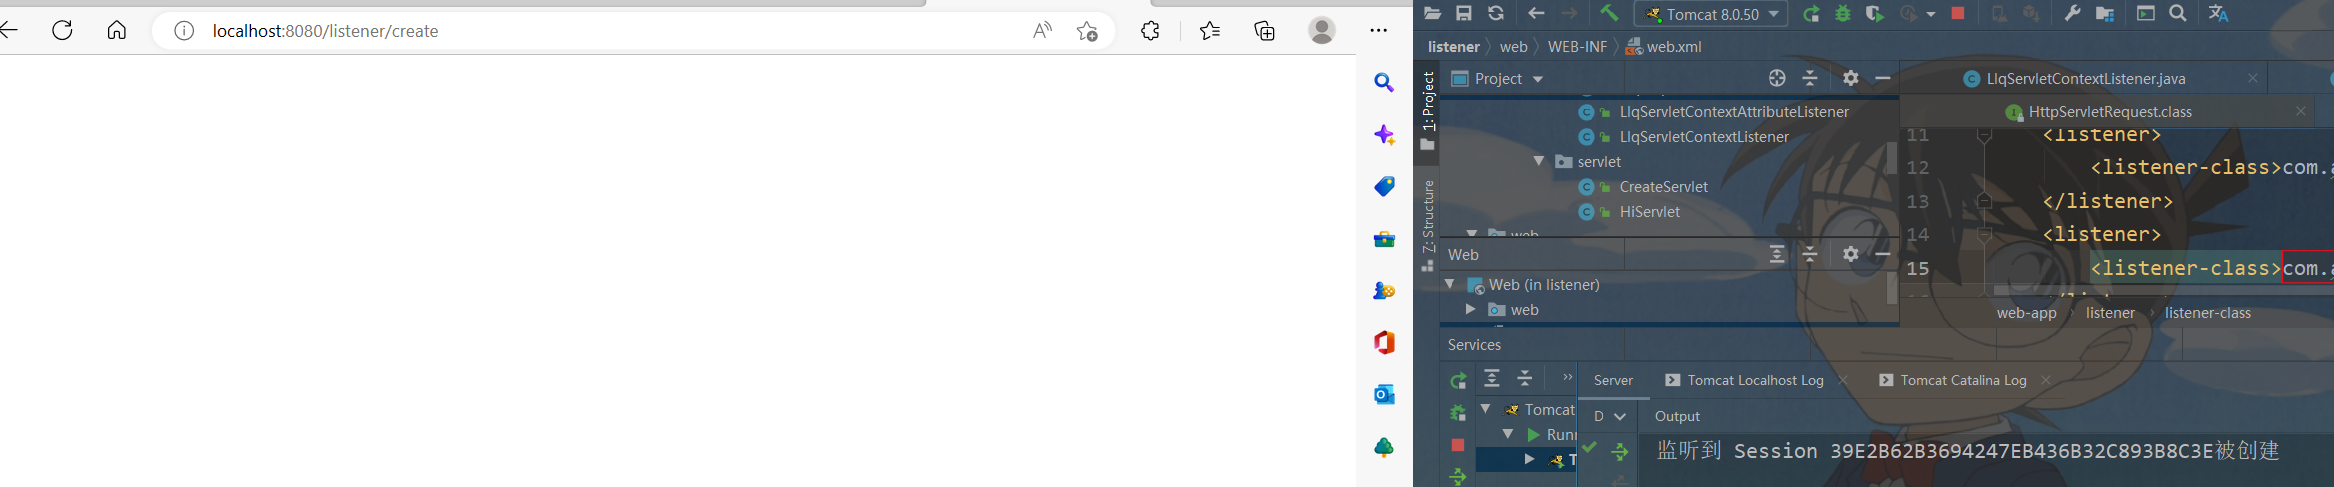 localhost:8080/listener/create
Tomcat 8.0.50
listener 〉 web 〉 WEB-INF 〉 web.xml
Project
LlqServletContextListener.java
HttpServletRequest.class
1: Project
Z: Structure
LlqServletContextAttributeListener
LlqServletContextListener
servlet
CreateServlet
HiServlet
web
Web
Web (in listener)
web
11 <listener>
12 <listener-class>com.
13 </listener>
14 <listener>
15 <listener-class>com.
web-app › listener › listener-class
Services
Server
Tomcat Localhost Log
Tomcat Catalina Log
Tomcat
Runn
T
D
Output
监听到 Session 39E2B62B3694247EB436B32C893B8C3E被创建